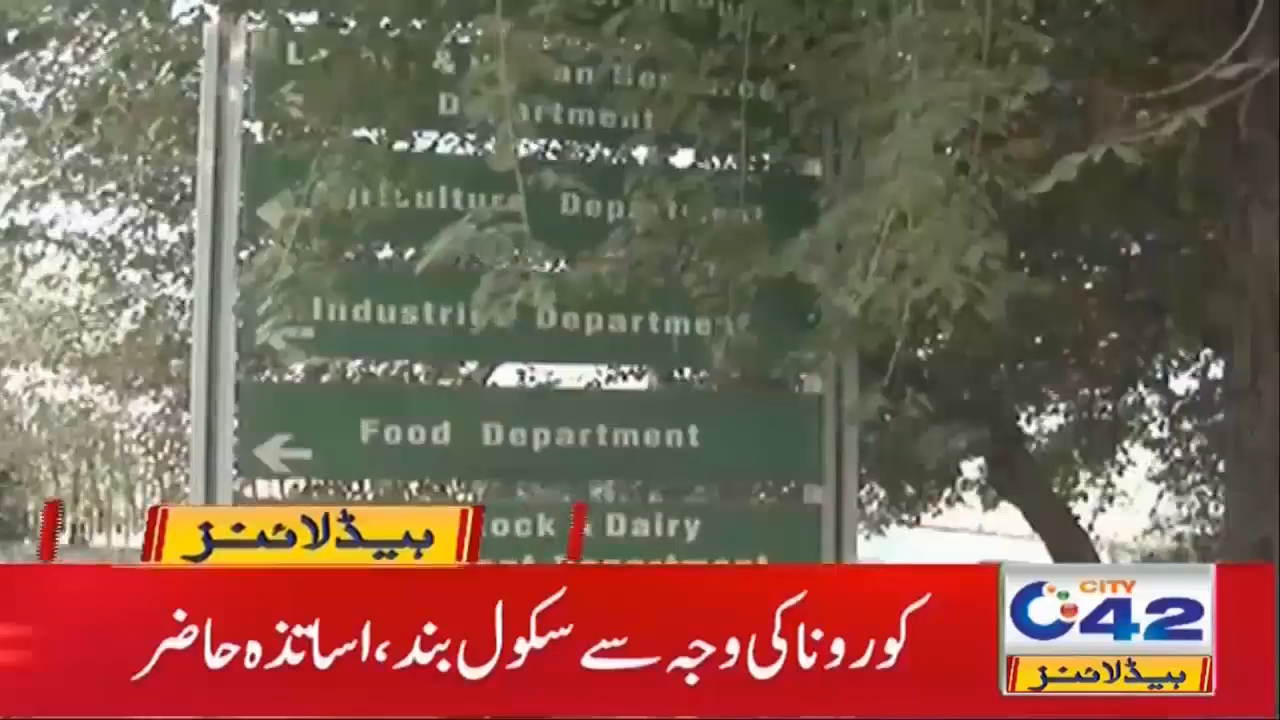 Department
Department
Industries Department
Food Department
Dairy
ہیڈلائنز
کورونا کی وجہ سے سکول بند، اساتذہ حاضر
CITY
42
ہیڈلائنز